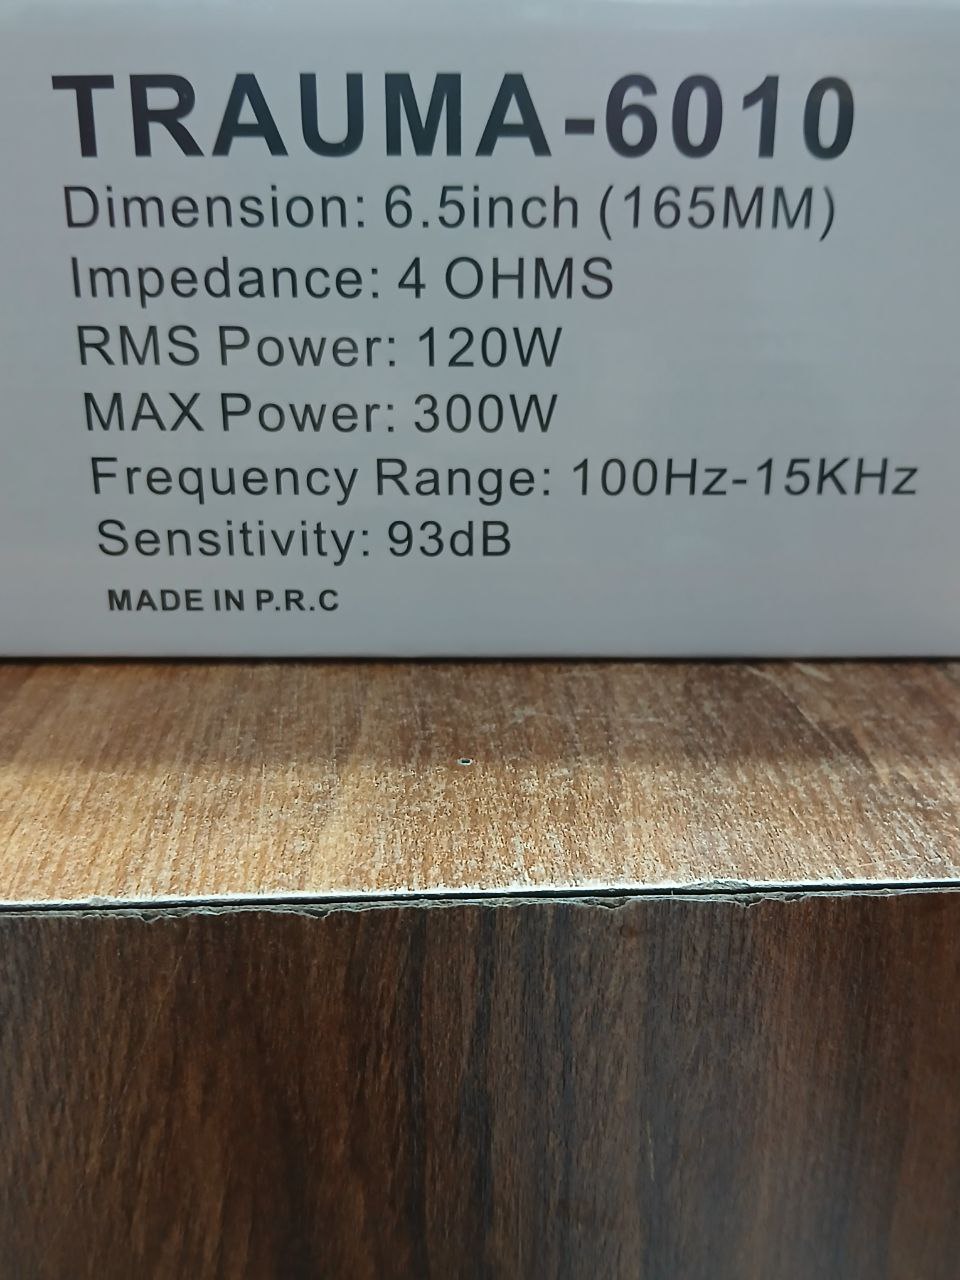 TRAUMA-6010
Dimension: 6.5inch (165MM)
Impedance: 4 OHMS
RMS Power: 120W
MAX Power: 300W
Frequency Range: 100Hz-15KHz
Sensitivity: 93dB
MADE IN P.R.C